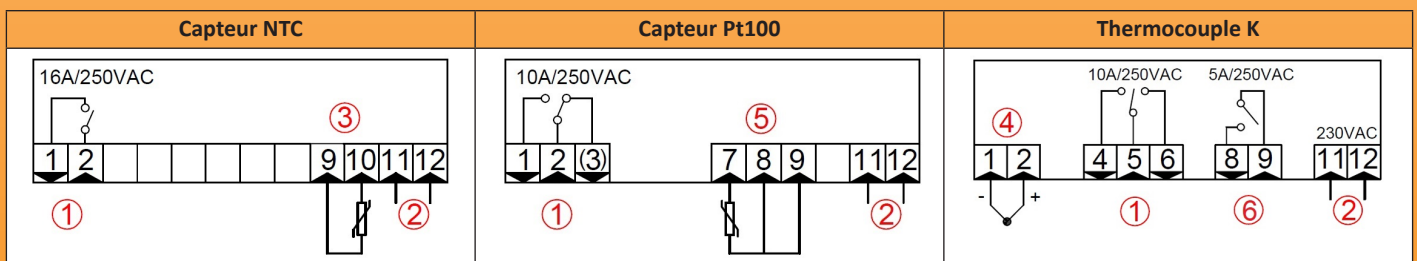 Capteur NTC
Capteur Pt100
Thermocouple K
16A/250VAC
③
1 2 9 10 11 12
① ②
10A/250VAC
⑤
1 2 (3) 7 8 9 11 12
① ②
10A/250VAC 5A/250VAC
④ 230VAC
1 2 4 5 6 8 9 11 12
- +
① ⑥ ②